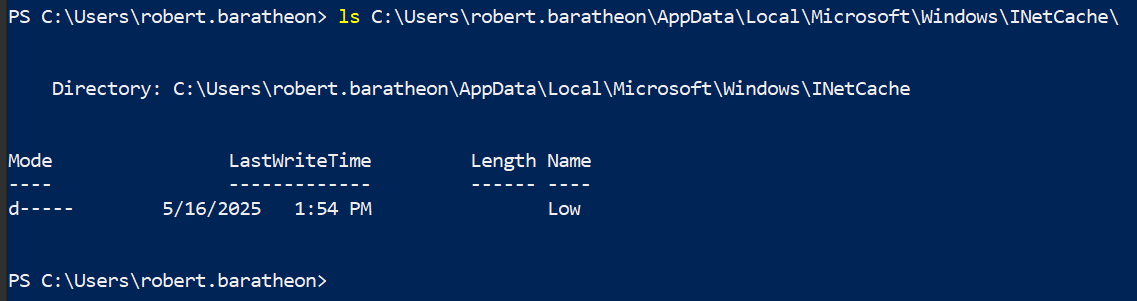 PS C:\Users\robert.baratheon> ls C:\Users\robert.baratheon\AppData\Local\Microsoft\Windows\INetCache\
Directory: C:\Users\robert.baratheon\AppData\Local\Microsoft\Windows\INetCache
Mode                LastWriteTime         Length Name
----                -------------         ------ ----
d-----        5/16/2025   1:54 PM                Low
PS C:\Users\robert.baratheon>